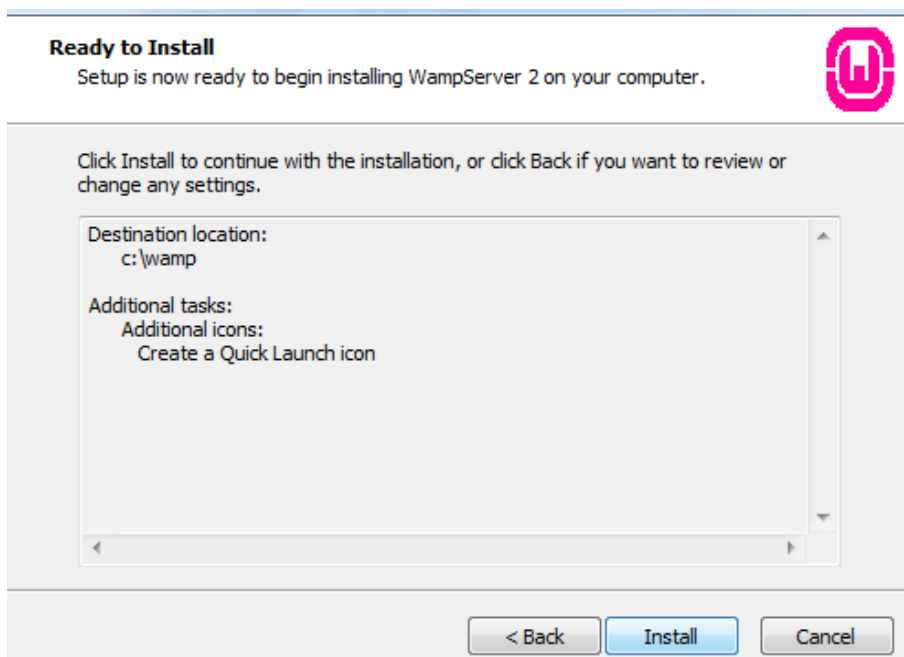 Ready to Install
Setup is now ready to begin installing WampServer 2 on your computer.
W
Click Install to continue with the installation, or click Back if you want to review or
change any settings.
Destination location:
c:\wamp
Additional tasks:
Additional icons:
Create a Quick Launch icon
< Back
Install
Cancel